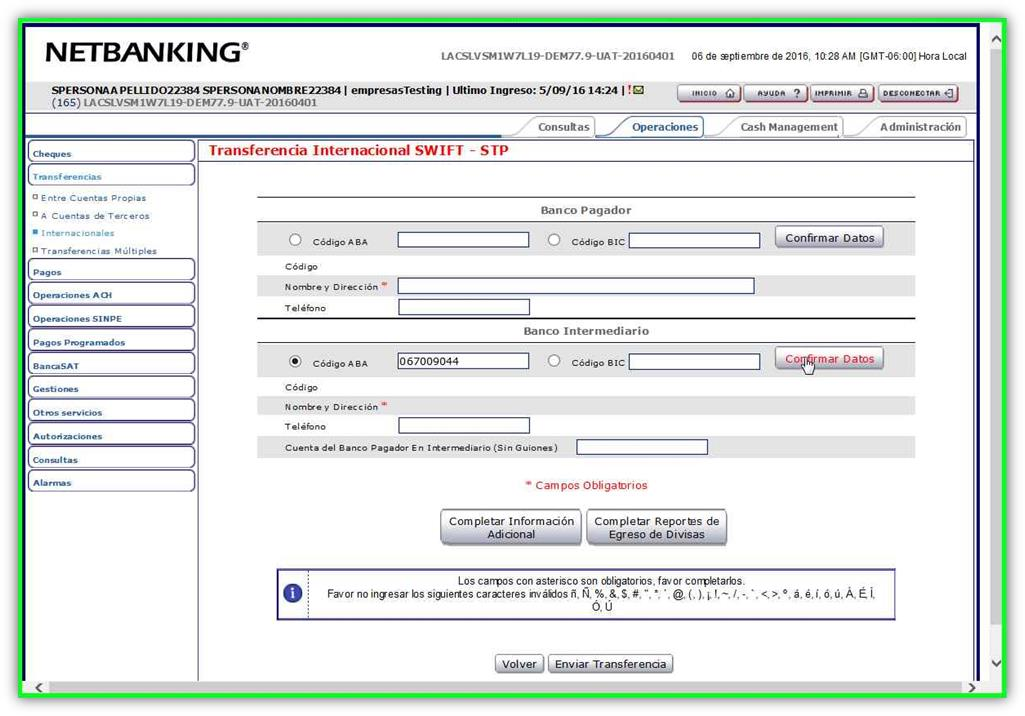 NETBANKING®
LACSLVSM1W7L19-DEM77.9-UAT-20160401 06 de septiembre de 2016, 10:28 AM [GMT-06:00] Hora Local
SPERSONAAPELLIDO22384 SPERSONANOMBRE22384 | empresasTesting | Ultimo Ingreso: 5/09/16 14:24 | !
(165) LACSLVSM1W7L19-DEM77.9-UAT-20160401
INICIO AYUDA ? IMPRIMIR DESCONECTAR
Consultas Operaciones Cash Management Administración
Cheques
Transferencias
Entre Cuentas Propias
A Cuentas de Terceros
Internacionales
Transferencias Múltiples
Pagos
Operaciones ACH
Operaciones SINPE
Pagos Programados
BancaSAT
Gestiones
Otros servicios
Autorizaciones
Consultas
Alarmas
Transferencia Internacional SWIFT - STP
Banco Pagador
Código ABA Código BIC Confirmar Datos
Código
Nombre y Dirección *
Teléfono
Banco Intermediario
Código ABA 067009044 Código BIC Confirmar Datos
Código
Nombre y Dirección *
Teléfono
Cuenta del Banco Pagador En Intermediario (Sin Guiones)
* Campos Obligatorios
Completar Información
Adicional
Completar Reportes de
Egreso de Divisas
i
Los campos con asterisco son obligatorios, favor completarlos.
Favor no ingresar los siguientes caracteres inválidos ñ, Ñ, %, &, $, #, ", *, ', @, (, ), ¡, !, ~, /, -, `, <, >, º, á, é, í, ó, ú, Á, É, Í,
Ó, Ú
Volver Enviar Transferencia